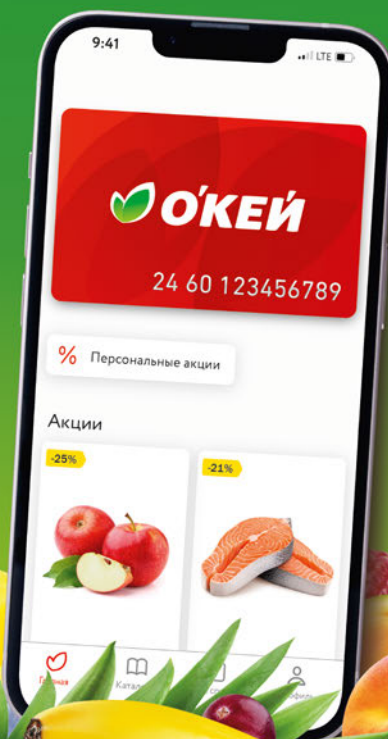 9:41
LTE
О'КЕЙ
24 60 123456789
% Персональные акции
Акции
-25%
-21%